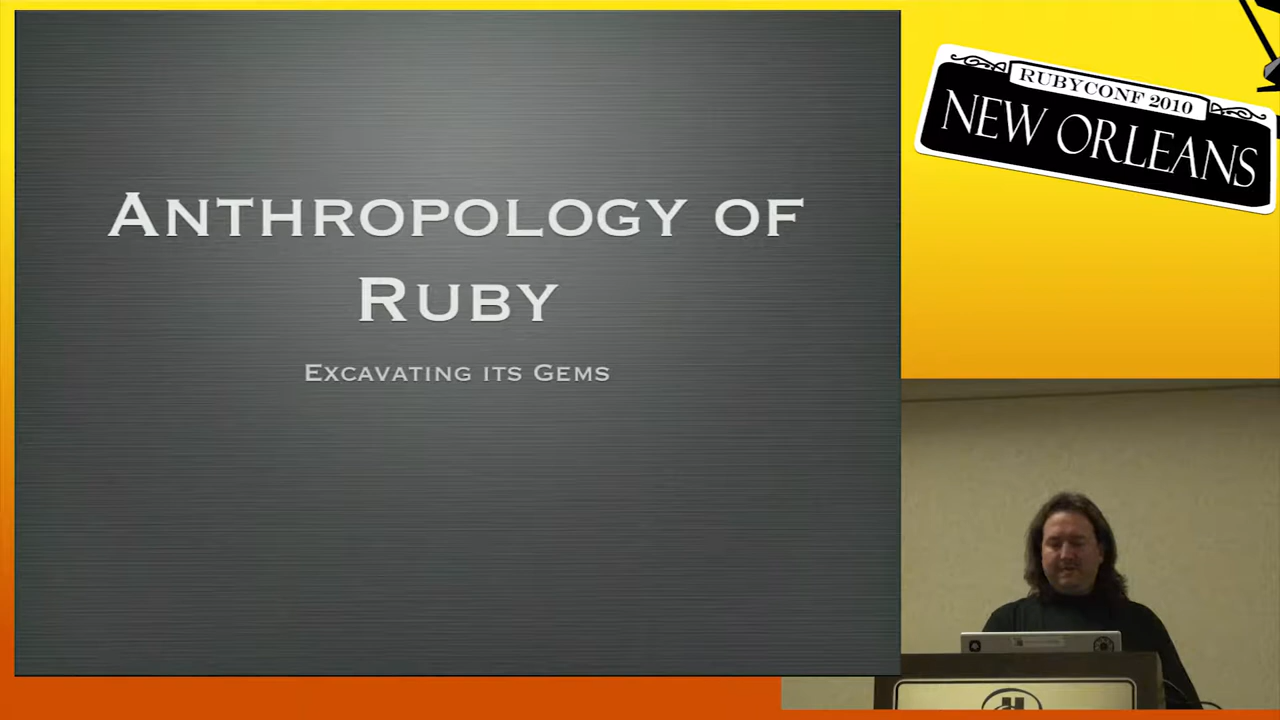 Anthropology of
Ruby
Excavating its Gems
RUBYCONF 2010
NEW ORLEANS